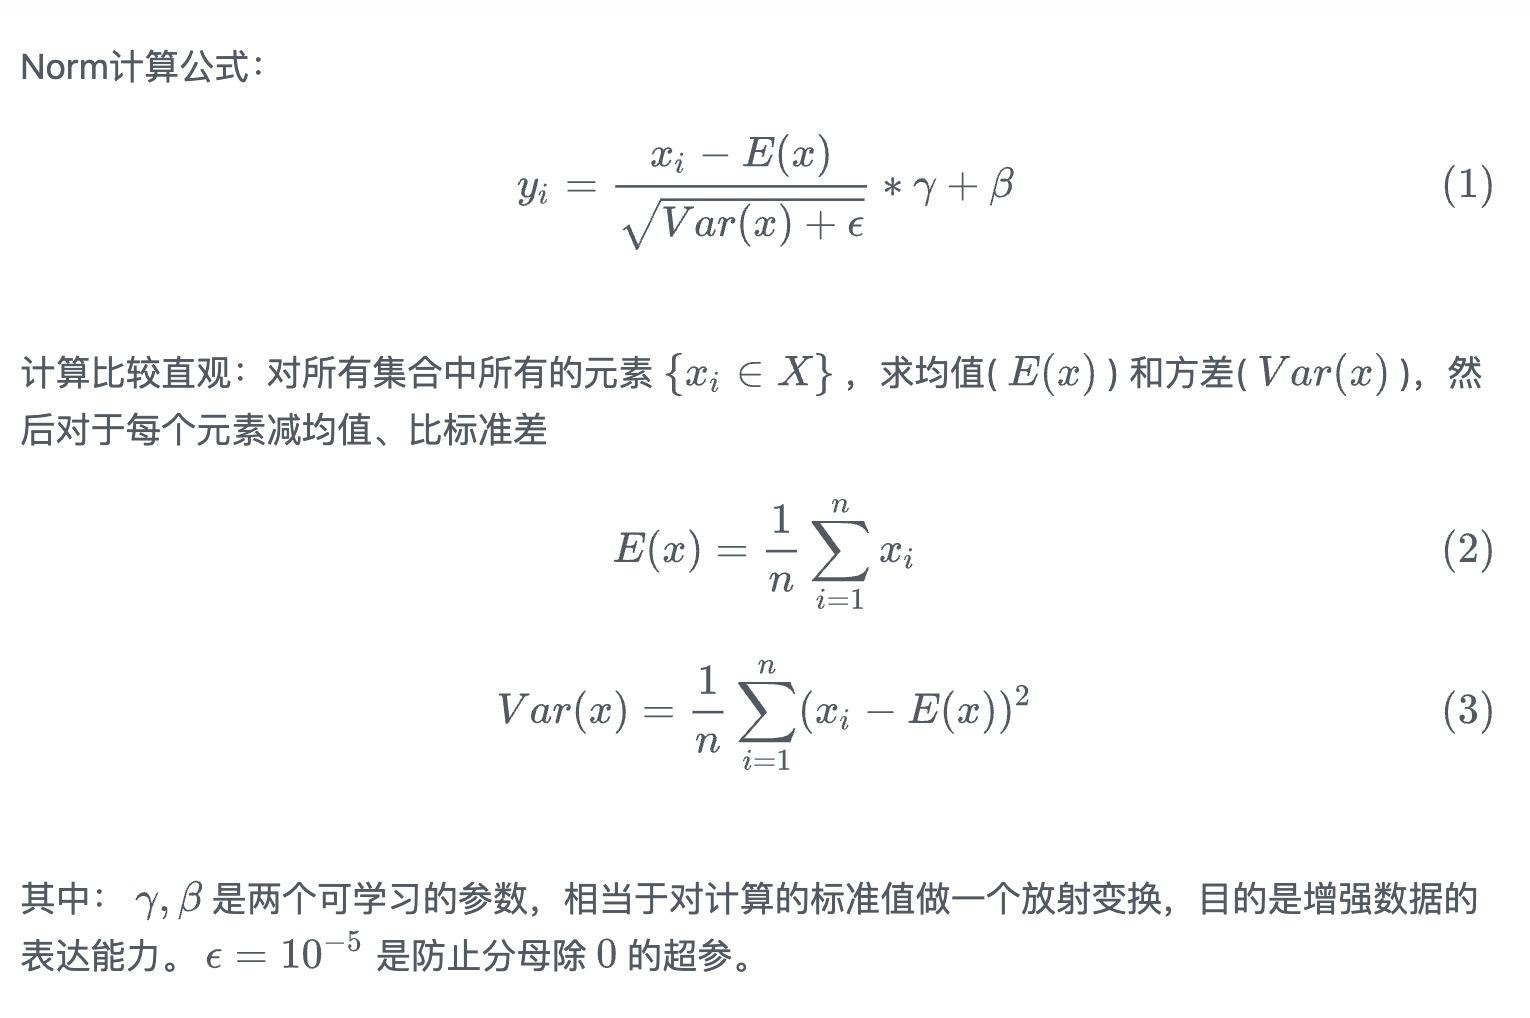 Norm计算公式：
$$y_i = \frac{x_i - E(x)}{\sqrt{Var(x) + \epsilon}} * \gamma + \beta \quad (1)$$
计算比较直观：对所有集合中所有的元素 $\{x_i \in X\}$ ，求均值( $E(x)$ ) 和方差( $Var(x)$ )，然
后对于每个元素减均值、比标准差
$$E(x) = \frac{1}{n} \sum_{i=1}^{n} x_i \quad (2)$$
$$Var(x) = \frac{1}{n} \sum_{i=1}^{n} (x_i - E(x))^2 \quad (3)$$
其中： $\gamma, \beta$ 是两个可学习的参数，相当于对计算的标准值做一个放射变换，目的是增强数据的
表达能力。 $\epsilon = 10^{-5}$ 是防止分母除 0 的超参。